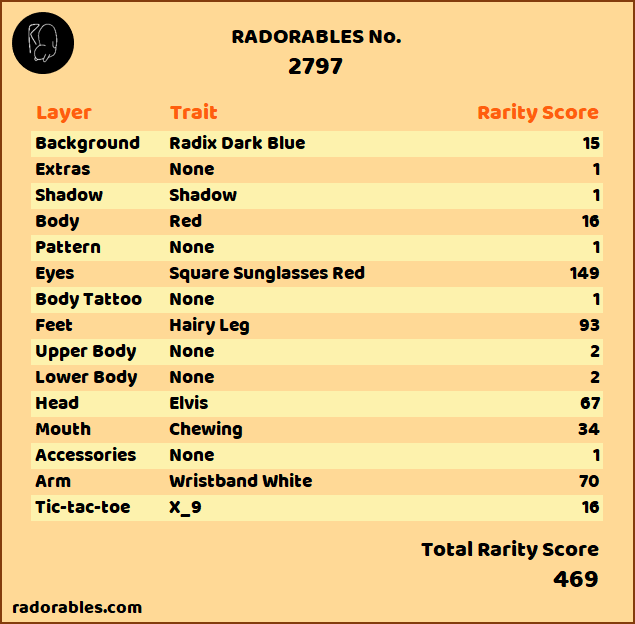 RADORABLES No.
2797
Layer Trait Rarity Score
Background Radix Dark Blue 15
Extras None 1
Shadow Shadow 1
Body Red 16
Pattern None 1
Eyes Square Sunglasses Red 149
Body Tattoo None 1
Feet Hairy Leg 93
Upper Body None 2
Lower Body None 2
Head Elvis 67
Mouth Chewing 34
Accessories None 1
Arm Wristband White 70
Tic-tac-toe X_9 16
Total Rarity Score
469
radorables.com